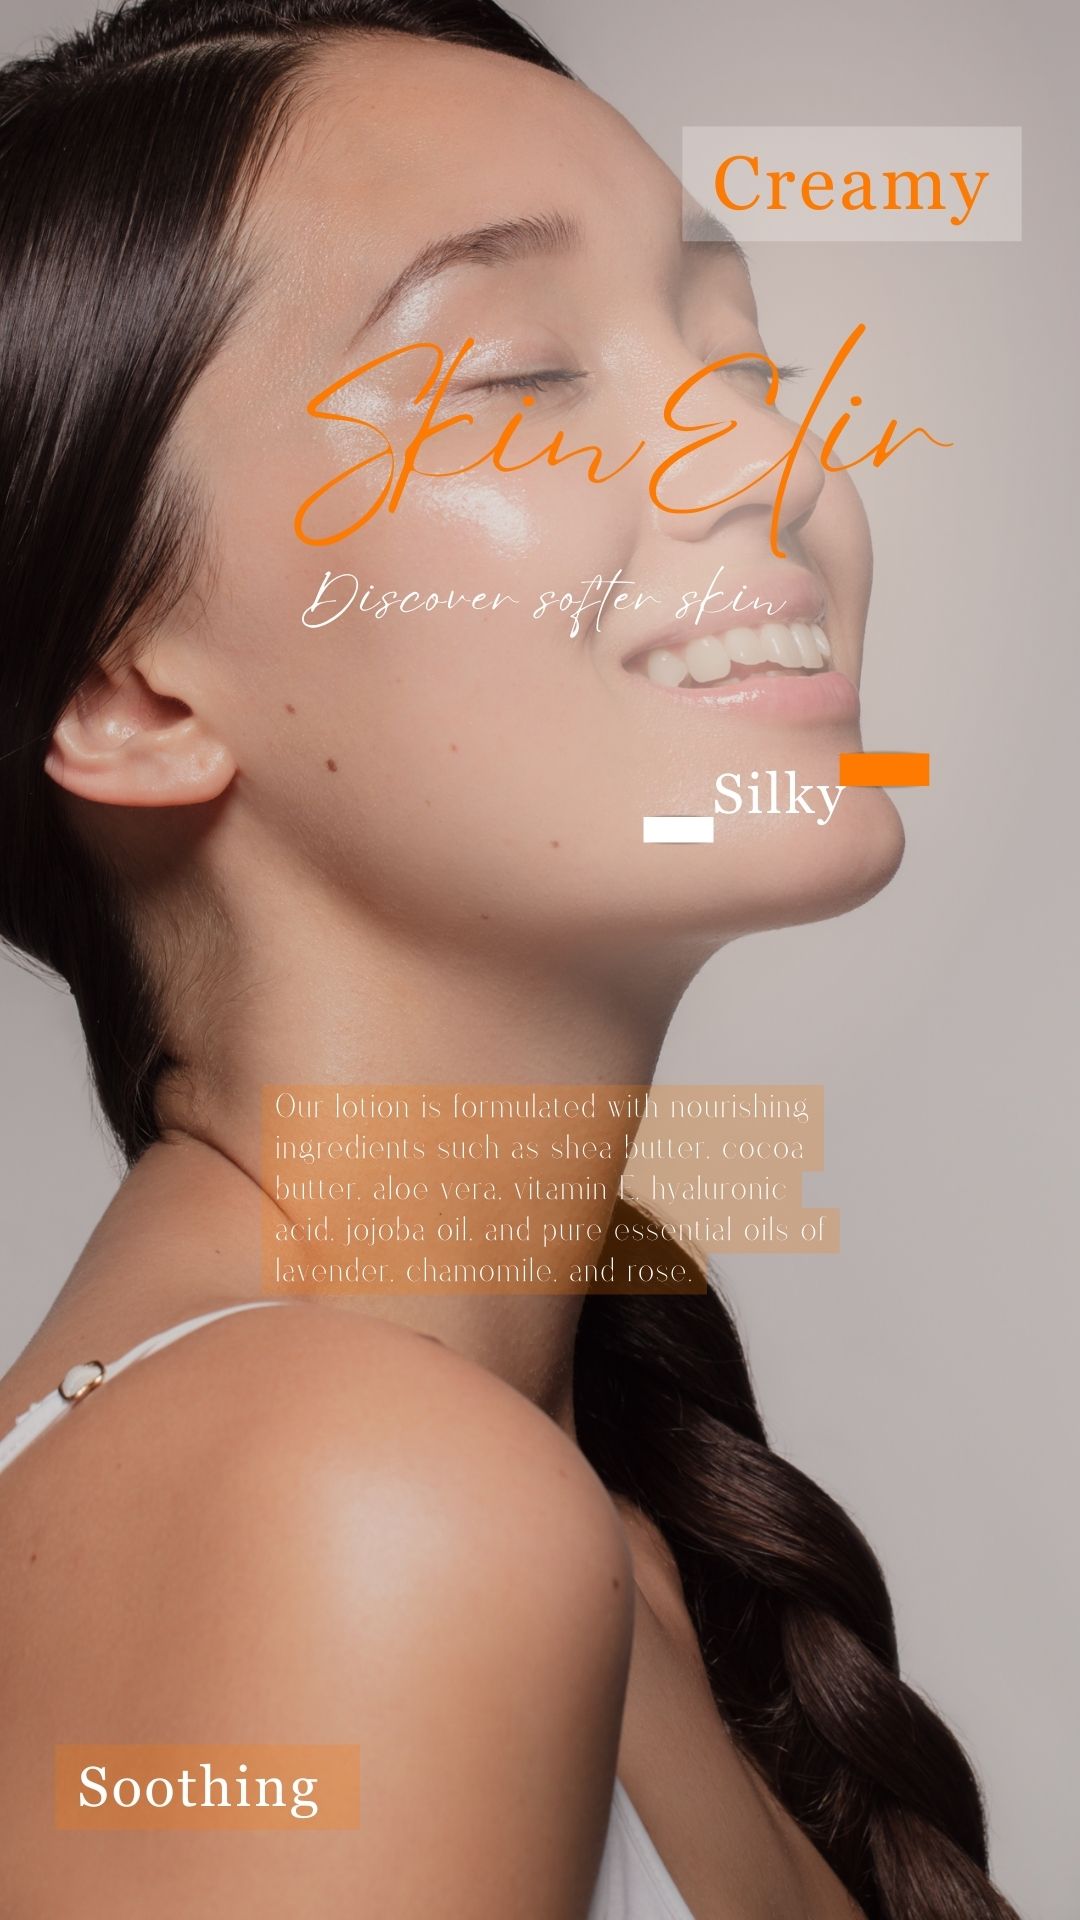 Creamy
Skin Elir
Discover softer skin
Silky
Our lotion is formulated with nourishing
ingredients such as shea butter, cocoa
butter, aloe vera, vitamin E, hyaluronic
acid, jojoba oil, and pure essential oils of
lavender, chamomile, and rose.
Soothing